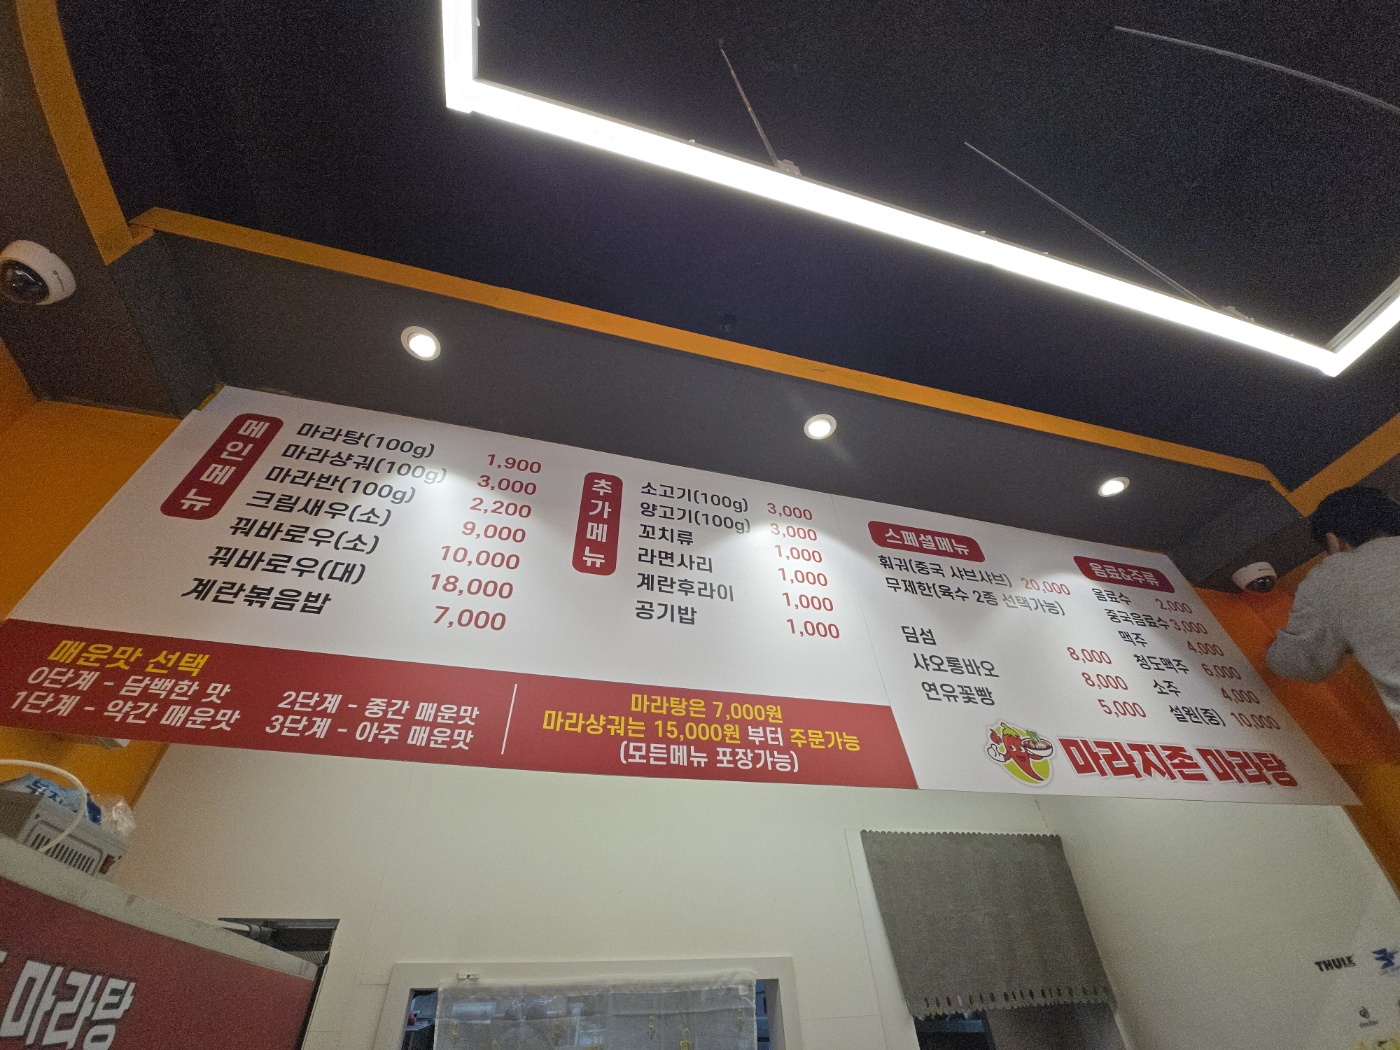 메인메뉴
마라탕(100g) 1,900
마라샹궈(100g) 3,000
마라반(100g) 2,200
크림새우(소) 9,000
꿔바로우(소) 10,000
꿔바로우(대) 18,000
계란볶음밥 7,000
추가메뉴
소고기(100g) 3,000
양고기(100g) 3,000
꼬치류 1,000
라면사리 1,000
계란후라이 1,000
공기밥 1,000
스페셜메뉴
훠궈(중국 샤브샤브) 20,000
무제한(육수 2종 선택가능)
딤섬 8,000
샤오롱바오 8,000
연유꽃빵 5,000
음료&주류
음료수 2,000
중국음료수 3,000
맥주 4,000
청도맥주 6,000
소주 4,000
설원(중) 10,000
매운맛 선택
0단계 - 담백한 맛
1단계 - 약간 매운맛
2단계 - 중간 매운맛
3단계 - 아주 매운맛
마라탕은 7,000원
마라샹궈는 15,000원 부터 주문가능
(모든메뉴 포장가능)
마라지존 마라탕
마라탕
THULE